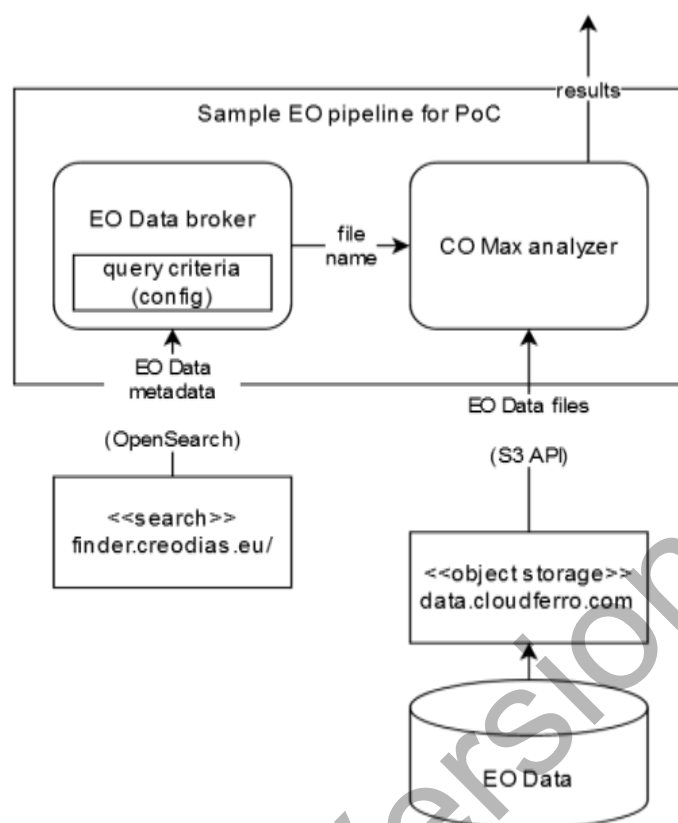 results
Sample EO pipeline for PoC
EO Data broker
query criteria
(config)
file
name
CO Max analyzer
EO Data
metadata
(OpenSearch)
EO Data files
(S3 API)
<<search>>
finder.creodias.eu/
<<object storage>>
data.cloudferro.com
EO Data
ersion